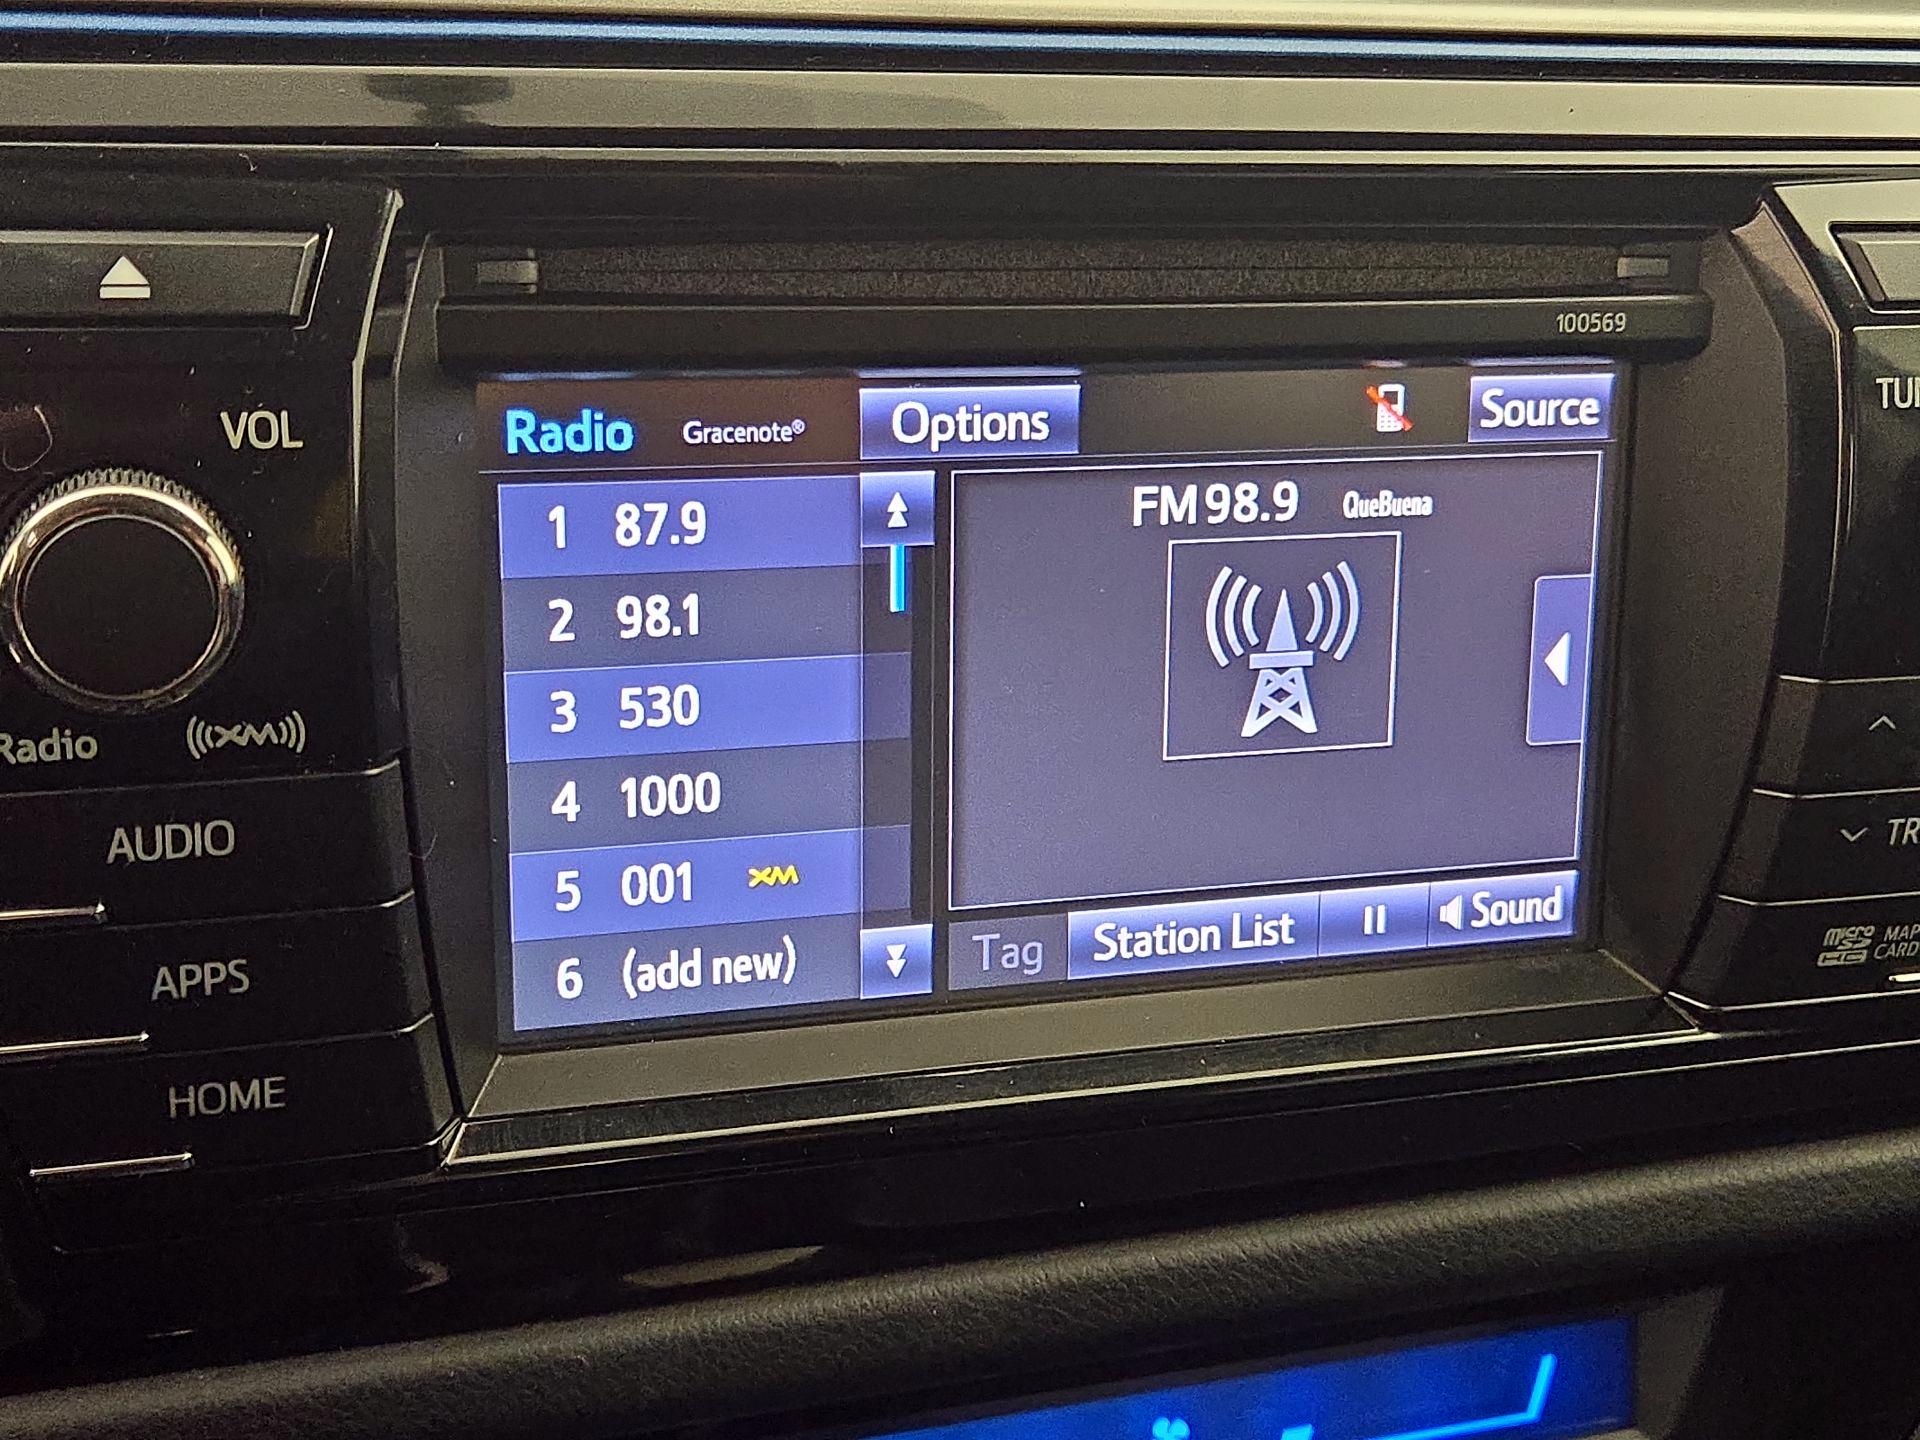 100569
VOL
Radio Gracenote® Options Source
1 87.9
2 98.1
3 530
4 1000
5 001 XM
6 (add new)
FM 98.9 QueBuena
Tag Station List Sound
Radio ((XM))
AUDIO
APPS
HOME
micro SD HC MAP
CARD